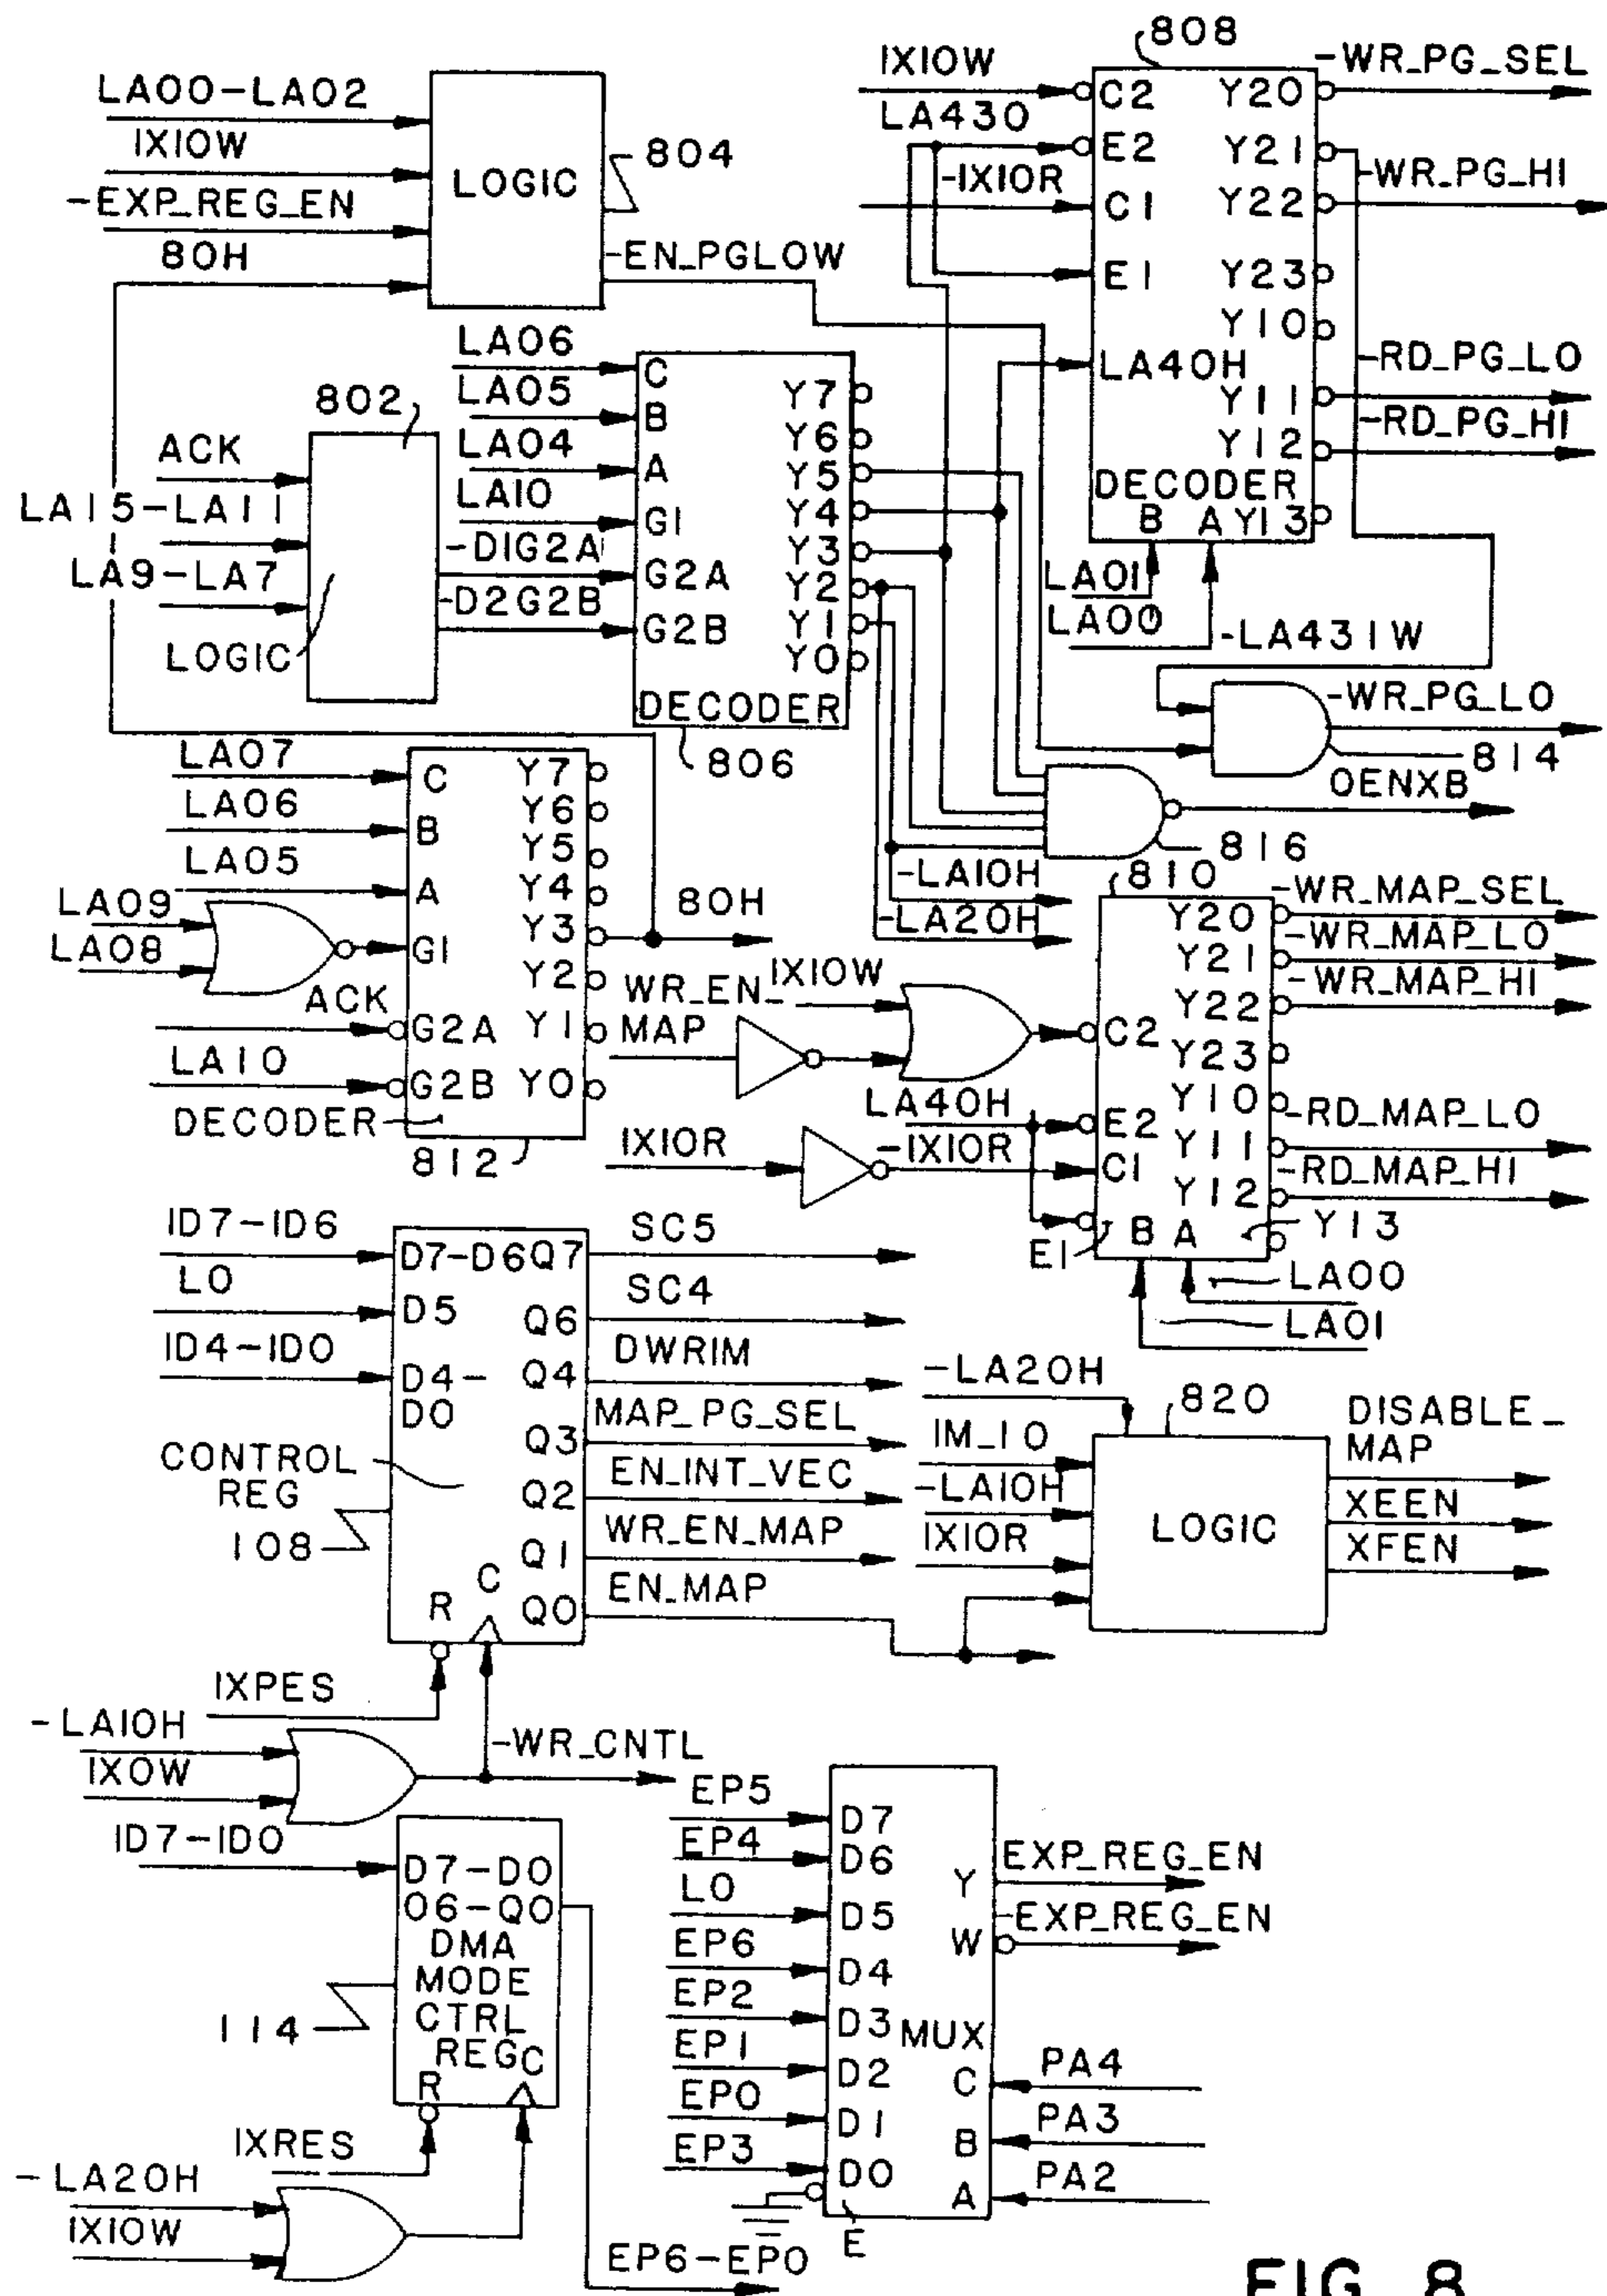 LA00-LA02
IXIOW
-EXP_REG_EN
80H
LOGIC
804
-EN_PGLOW
IXIOW
LA430
-IXIOR
808
C2
E2
C1
E1
LA40H
Y20
Y21
Y22
Y23
Y10
Y11
Y12
DECODER
B A Y13
-WR_PG_SEL
-WR_PG_HI
-RD_PG_LO
-RD_PG_HI
LA01
LA00
-LA431W
802
ACK
LA15-LA11
LA9-LA7
LOGIC
-D1G2A
-D2G2B
LA06
LA05
LA04
LA10
C
B
A
G1
G2A
G2B
Y7
Y6
Y5
Y4
Y3
Y2
Y1
Y0
DECODER
806
-WR_PG_LO
814
OENXB
816
-LA10H
-LA20H
LA07
LA06
LA05
LA09
LA08
ACK
LA10
C
B
A
G1
G2A
G2B
Y7
Y6
Y5
Y4
Y3
Y2
Y1
Y0
DECODER
812
80H
WR_EN_
MAP
IXIOW
LA40H
IXIOR
-IXIOR
810
C2
E2
C1
E1
B A
Y20
Y21
Y22
Y23
Y10
Y11
Y12
Y13
-WR_MAP_SEL
-WR_MAP_LO
-WR_MAP_HI
-RD_MAP_LO
-RD_MAP_HI
LA00
LA01
ID7-ID6
LO
ID4-ID0
D7-D6
D5
D4-
D0
Q7
Q6
Q4
Q3
Q2
Q1
Q0
R
C
CONTROL
REG
108
SC5
SC4
DWRIM
MAP_PG_SEL
EN_INT_VEC
WR_EN_MAP
EN_MAP
-LA20H
IM_IO
-LA10H
IXIOR
820
LOGIC
DISABLE_
MAP
XEEN
XFEN
IXPES
-LA10H
IXOW
-WR_CNTL
ID7-ID0
D7-D0
O6-Q0
DMA
MODE
CTRL
REG
C
R
114
IXRES
-LA20H
IXIOW
EP6-EP0
EP5
EP4
LO
EP6
EP2
EP1
EP0
EP3
D7
D6
D5
D4
D3
D2
D1
D0
E
MUX
Y
W
C
B
A
EXP_REG_EN
-EXP_REG_EN
PA4
PA3
PA2
FIG. 8